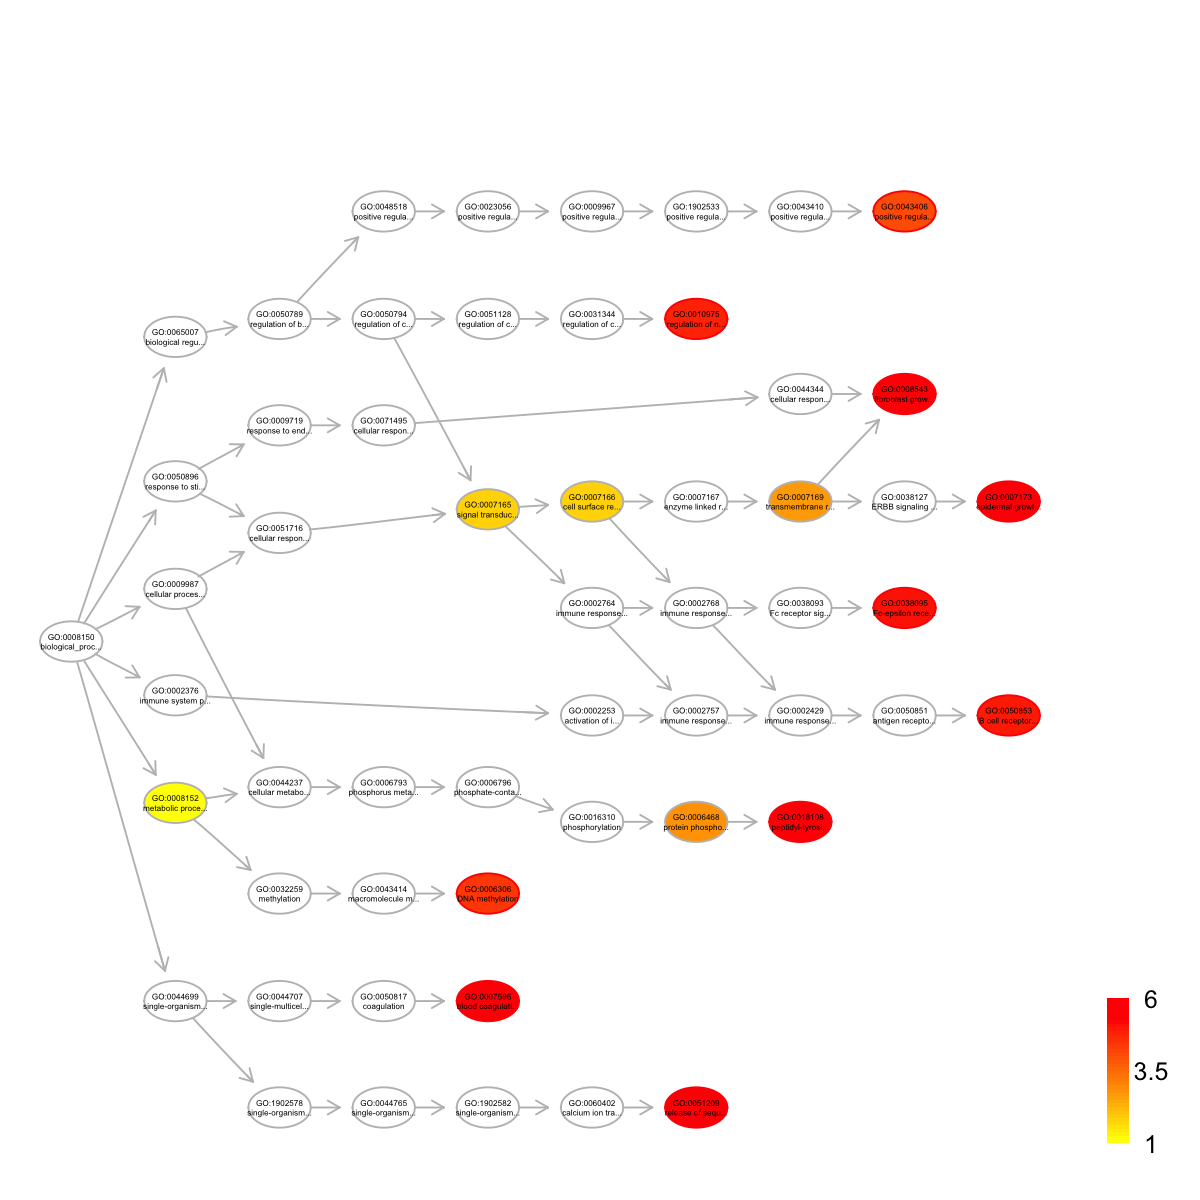 GO:0048518
positive regula...
GO:0023056
positive regula...
GO:0009967
positive regula...
GO:1902533
positive regula...
GO:0043410
positive regula...
GO:0043406
positive regula...
GO:0065007
biological regu...
GO:0050789
regulation of b...
GO:0050794
regulation of c...
GO:0051128
regulation of c...
GO:0031344
regulation of c...
GO:0010975
regulation of n...
GO:0044344
cellular respon...
GO:0008543
fibroblast grow...
GO:0009719
response to end...
GO:0071495
cellular respon...
GO:0050896
response to sti...
GO:0051716
cellular respon...
GO:0007165
signal transduc...
GO:0007166
cell surface re...
GO:0007167
enzyme linked r...
GO:0007169
transmembrane r...
GO:0038127
ERBB signaling ...
GO:0007173
epidermal growt...
GO:0009987
cellular proces...
GO:0002764
immune response...
GO:0002768
immune response...
GO:0038093
Fc receptor sig...
GO:0038095
Fc-epsilon rece...
GO:0008150
biological_proc...
GO:0002376
immune system p...
GO:0002253
activation of i...
GO:0002757
immune response...
GO:0002429
immune response...
GO:0050851
antigen recepto...
GO:0050853
B cell receptor...
GO:0008152
metabolic proce...
GO:0044237
cellular metabo...
GO:0006793
phosphorus meta...
GO:0006796
phosphate-conta...
GO:0016310
phosphorylation
GO:0006468
protein phospho...
GO:0018108
peptidyl-tyrosi...
GO:0032259
methylation
GO:0043414
macromolecule m...
GO:0006306
DNA methylation
GO:0044699
single-organism...
GO:0044707
single-multicel...
GO:0050817
coagulation
GO:0007596
blood coagulati...
GO:1902578
single-organism...
GO:0044765
single-organism...
GO:1902582
single-organism...
GO:0060402
calcium ion tra...
GO:0051209
release of sequ...
6
3.5
1